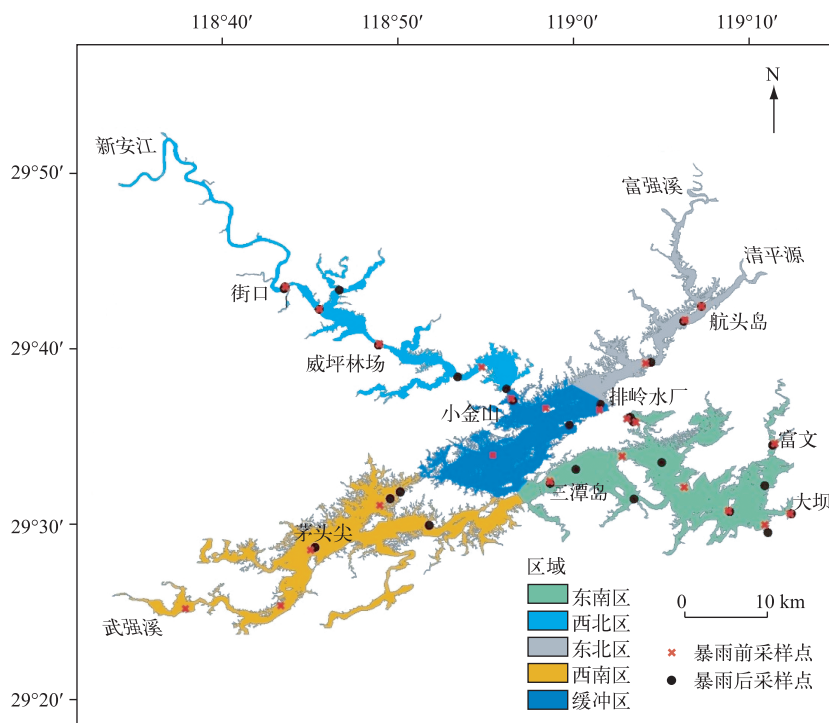 118°40′ 118°50′ 119°0′ 119°10′
N
新安江
29°50′
富强溪
清平源
街口
航头岛
威坪林场
29°40′
排岭水厂
小金山
富文
三潭岛
大坝
29°30′
茅头尖
区域
东南区
0 10 km
西北区
武强溪
东北区
暴雨前采样点
西南区
暴雨后采样点
缓冲区
29°20′